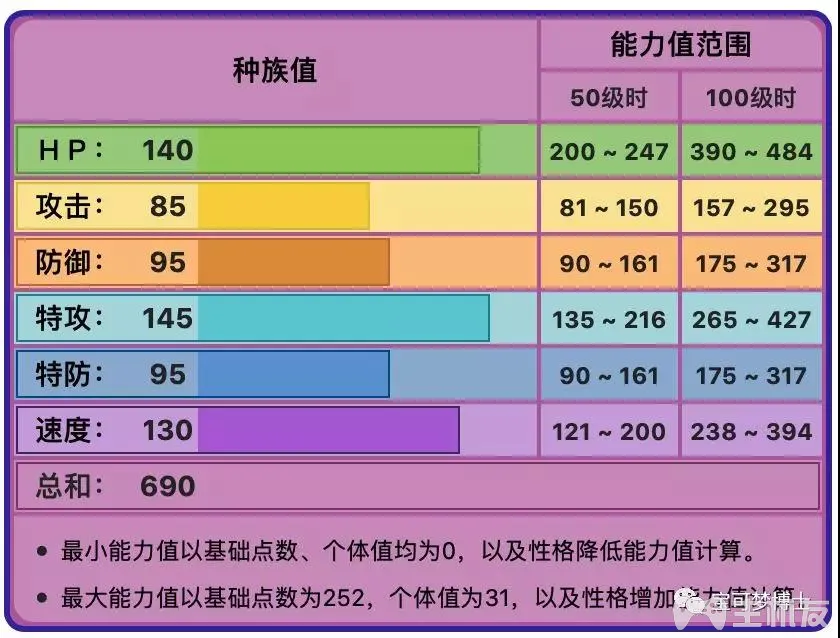 种族值
能力值范围
50级时 100级时
HP: 140 200 ~ 247 390 ~ 484
攻击: 85 81 ~ 150 157 ~ 295
防御: 95 90 ~ 161 175 ~ 317
特攻: 145 135 ~ 216 265 ~ 427
特防: 95 90 ~ 161 175 ~ 317
速度: 130 121 ~ 200 238 ~ 394
总和: 690
• 最小能力值以基础点数、个体值均为0，以及性格降低能力值计算。
• 最大能力值以基础点数为252，个体值为31，以及性格增加
宝可梦博士